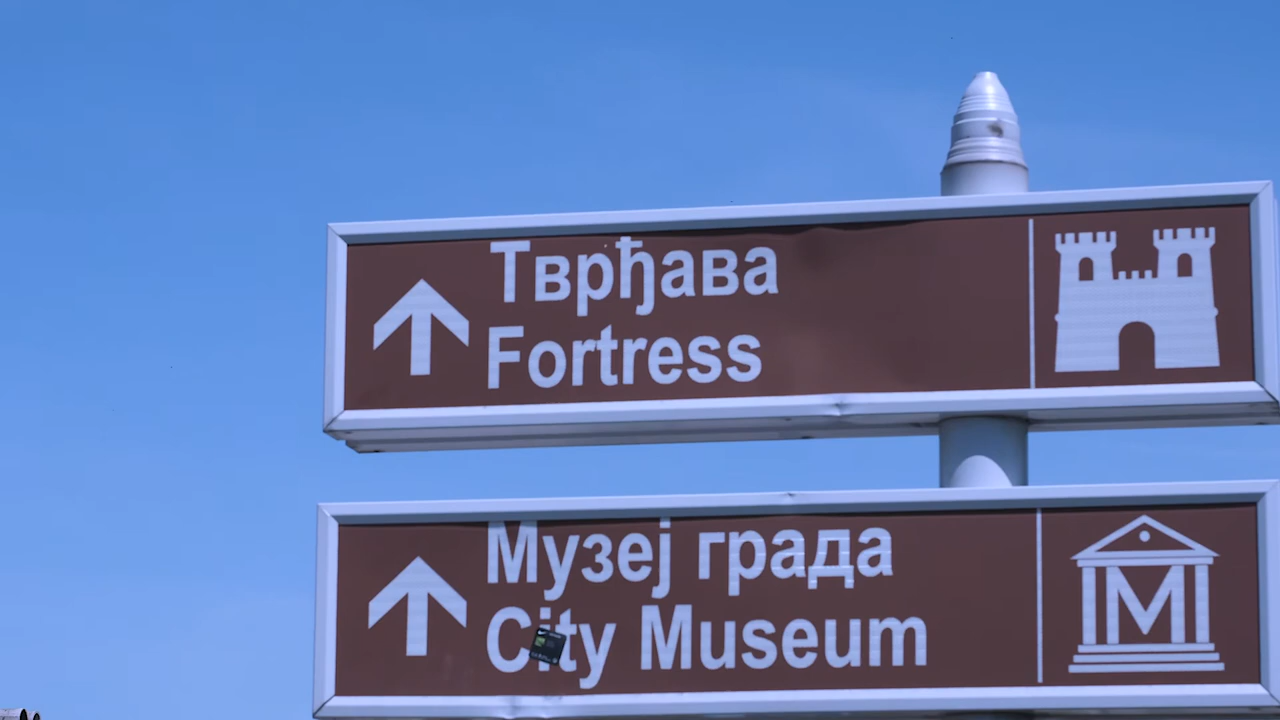 Тврђава
Fortress
Музеј града
City Museum
M